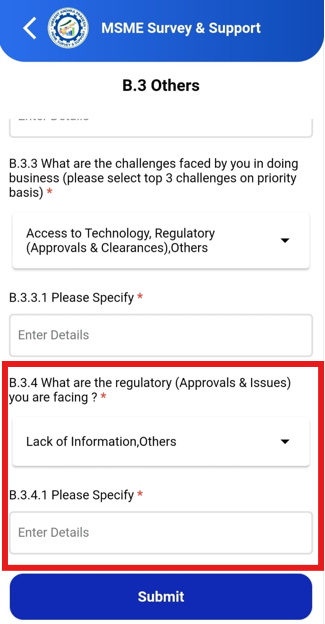 MSME Survey & Support
B.3 Others
Enter Details
B.3.3 What are the challenges faced by you in doing
business (please select top 3 challenges on priority
basis) *
Access to Technology, Regulatory
(Approvals & Clearances),Others
B.3.3.1 Please Specify *
Enter Details
B.3.4 What are the regulatory (Approvals & Issues)
you are facing ? *
Lack of Information,Others
B.3.4.1 Please Specify *
Enter Details
Submit